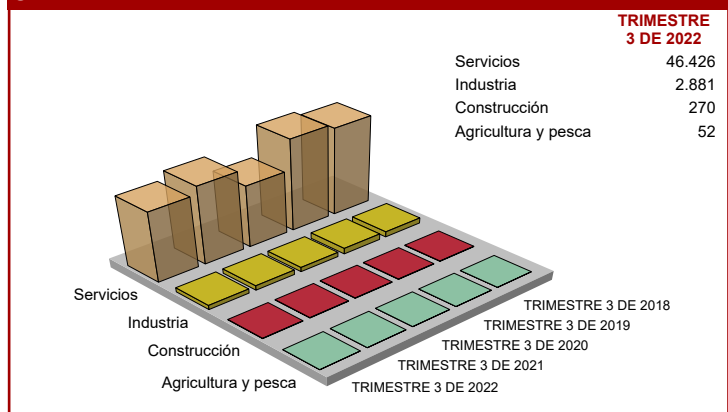 TRIMESTRE
3 DE 2022
Servicios 46.426
Industria 2.881
Construcción 270
Agricultura y pesca 52
Servicios
Industria
Construcción
Agricultura y pesca
TRIMESTRE 3 DE 2018
TRIMESTRE 3 DE 2019
TRIMESTRE 3 DE 2020
TRIMESTRE 3 DE 2021
TRIMESTRE 3 DE 2022